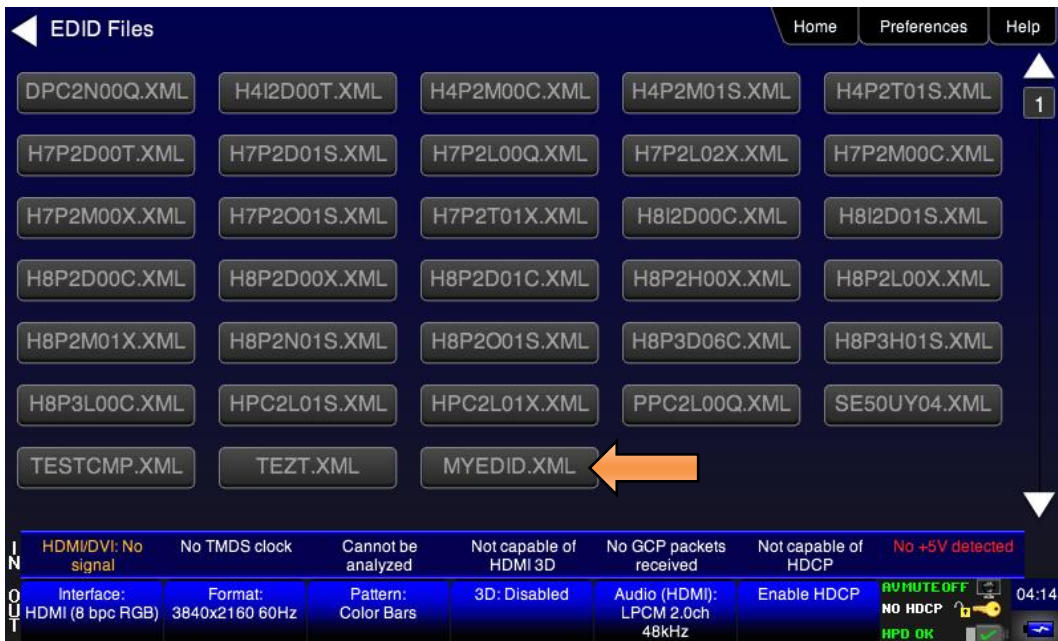 EDID Files
Home
Preferences
Help
DPC2N00Q.XML
H4I2D00T.XML
H4P2M00C.XML
H4P2M01S.XML
H4P2T01S.XML
1
H7P2D00T.XML
H7P2D01S.XML
H7P2L00Q.XML
H7P2L02X.XML
H7P2M00C.XML
H7P2M00X.XML
H7P2O01S.XML
H7P2T01X.XML
H8I2D00C.XML
H8I2D01S.XML
H8P2D00C.XML
H8P2D00X.XML
H8P2D01C.XML
H8P2H00X.XML
H8P2L00X.XML
H8P2M01X.XML
H8P2N01S.XML
H8P2O01S.XML
H8P3D06C.XML
H8P3H01S.XML
H8P3L00C.XML
HPC2L01S.XML
HPC2L01X.XML
PPC2L00Q.XML
SE50UY04.XML
TESTCMP.XML
TEZT.XML
MYEDID.XML
IN
HDMI/DVI: No
signal
No TMDS clock
Cannot be
analyzed
Not capable of
HDMI 3D
No GCP packets
received
Not capable of
HDCP
No +5V detected
OUT
Interface:
HDMI (8 bpc RGB)
Format:
3840x2160 60Hz
Pattern:
Color Bars
3D: Disabled
Audio (HDMI):
LPCM 2.0ch
48kHz
Enable HDCP
AVMUTE OFF
NO HDCP
HPD OK
04:14